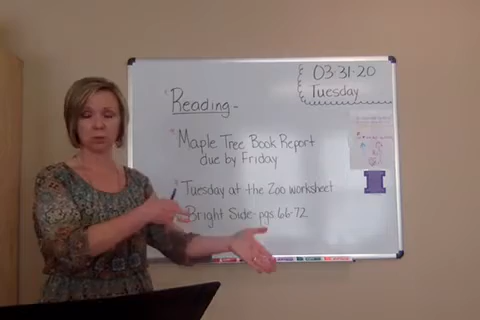 03-31-20
Tuesday
Reading -
Maple Tree Book Report
due by Friday
Tuesday at the Zoo worksheet
Bright Side - pgs. 66-72